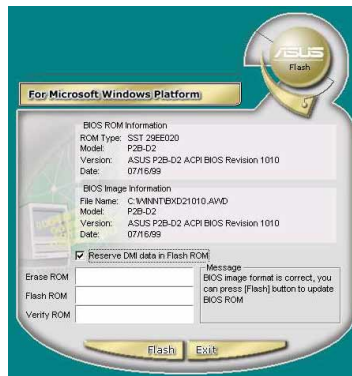 ASUS
Flash
For Microsoft Windows Platform
BIOS ROM Information
ROM Type: SST 29EE020
Model: P2B-D2
Version: ASUS P2B-D2 ACPI BIOS Revision 1010
Date: 07/16/99
BIOS Image Information
File Name: C:\WINNT\BXD21010.AWD
Model: P2B-D2
Version: ASUS P2B-D2 ACPI BIOS Revision 1010
Date: 07/16/99
Reserve DMI data in Flash ROM
Erase ROM
Flash ROM
Verify ROM
Message
BIOS image format is correct, you
can press [Flash] button to update
BIOS ROM
Flash Exit